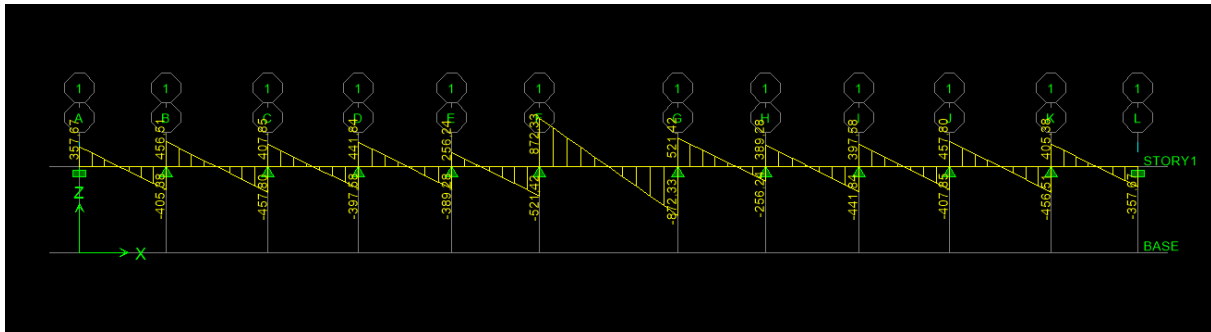 1 1 1 1 1 1 1 1 1 1 1 1
A B C D E F G H I J K L
357.67 456.51 407.85 441.84 256.24 872.33 521.42 389.28 397.58 457.80 405.38
STORY1
-405.38 -457.80 -397.58 -389.28 -521.42 -872.33 -256.24 -441.84 -407.85 -456.51 -357.67
Z
X
BASE